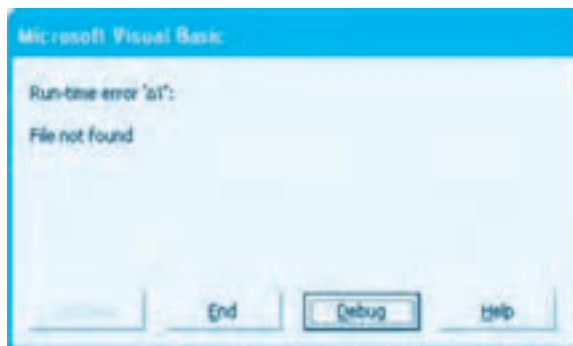 Microsoft Visual Basic
Run-time error
File not found
End Debug Help